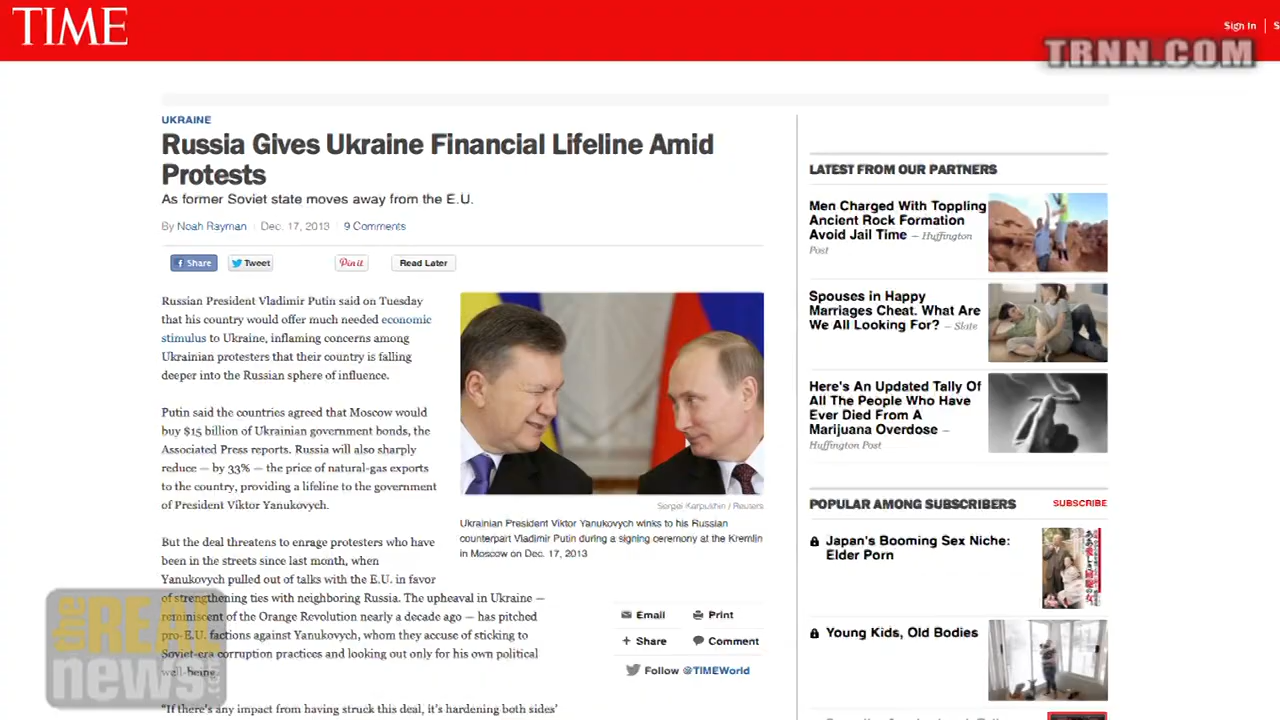 TIME
Sign In
TRNN.COM
UKRAINE
Russia Gives Ukraine Financial Lifeline Amid
Protests
As former Soviet state moves away from the E.U.
By Noah Rayman | Dec. 17, 2013 | 9 Comments
Share
Tweet
Pinit
Read Later
Russian President Vladimir Putin said on Tuesday
that his country would offer much needed economic
stimulus to Ukraine, inflaming concerns among
Ukrainian protesters that their country is falling
deeper into the Russian sphere of influence.
Putin said the countries agreed that Moscow would
buy $15 billion of Ukrainian government bonds, the
Associated Press reports. Russia will also sharply
reduce — by 33% — the price of natural-gas exports
to the country, providing a lifeline to the government
of President Viktor Yanukovych.
But the deal threatens to enrage protesters who have
been in the streets since last month, when
Yanukovych pulled out of talks with the E.U. in favor
of strengthening ties with neighboring Russia. The upheaval in Ukraine —
reminiscent of the Orange Revolution nearly a decade ago — has pitched
pro-E.U. factions against Yanukovych, whom they accuse of sticking to
Soviet-era corruption practices and looking out only for his own political
well-being.
“If there's any impact from having struck this deal, it's hardening both sides’
Sergei Karpukhin / Reuters
Ukrainian President Viktor Yanukovych winks to his Russian
counterpart Vladimir Putin during a signing ceremony at the Kremlin
in Moscow on Dec. 17, 2013
Email
Print
+ Share
Comment
Follow @TIMEWorld
LATEST FROM OUR PARTNERS
Men Charged With Toppling
Ancient Rock Formation
Avoid Jail Time — Huffington
Post
Spouses in Happy
Marriages Cheat. What Are
We All Looking For? — Slate
Here's An Updated Tally Of
All The People Who Have
Ever Died From A
Marijuana Overdose —
Huffington Post
POPULAR AMONG SUBSCRIBERS
SUBSCRIBE
Japan's Booming Sex Niche:
Elder Porn
Young Kids, Old Bodies
the
REAL
news.com